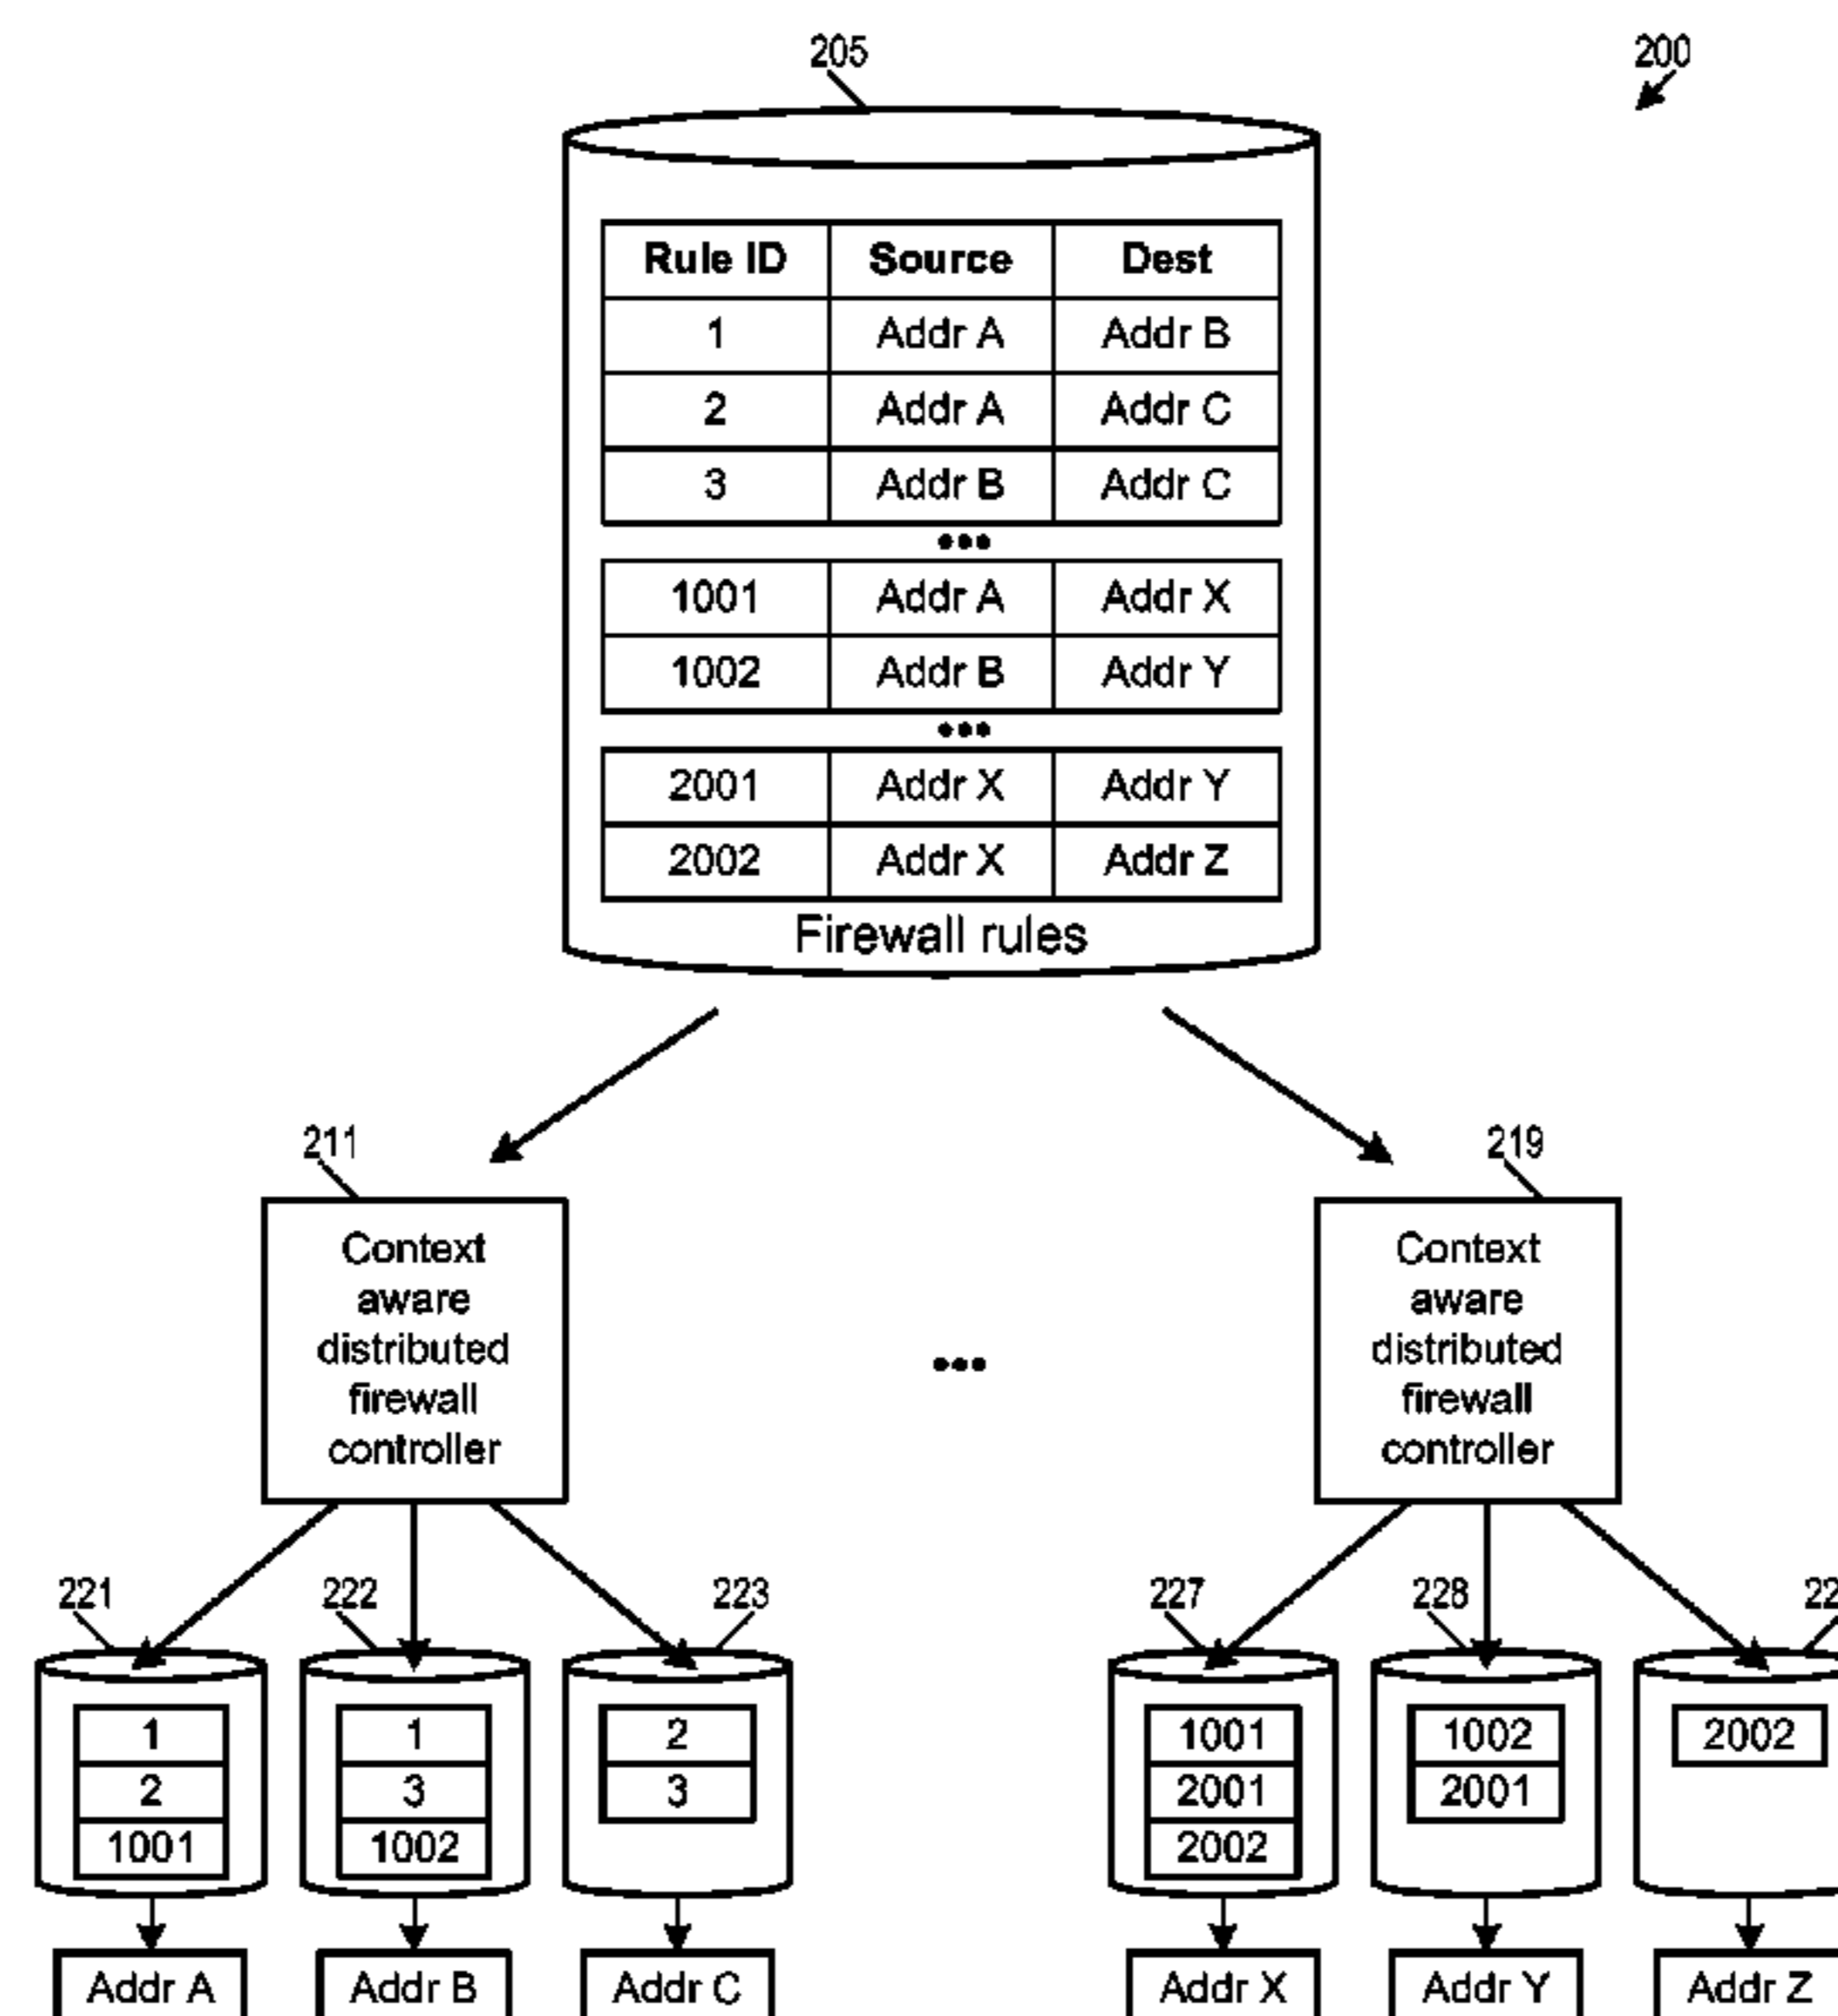 205
200
Rule ID Source Dest
1 Addr A Addr B
2 Addr A Addr C
3 Addr B Addr C
•••
1001 Addr A Addr X
1002 Addr B Addr Y
•••
2001 Addr X Addr Y
2002 Addr X Addr Z
Firewall rules
211
Context
aware
distributed
firewall
controller
•••
219
Context
aware
distributed
firewall
controller
221
1
2
1001
Addr A
222
1
3
1002
Addr B
223
2
3
Addr C
227
1001
2001
2002
Addr X
228
1002
2001
Addr Y
2002
Addr Z